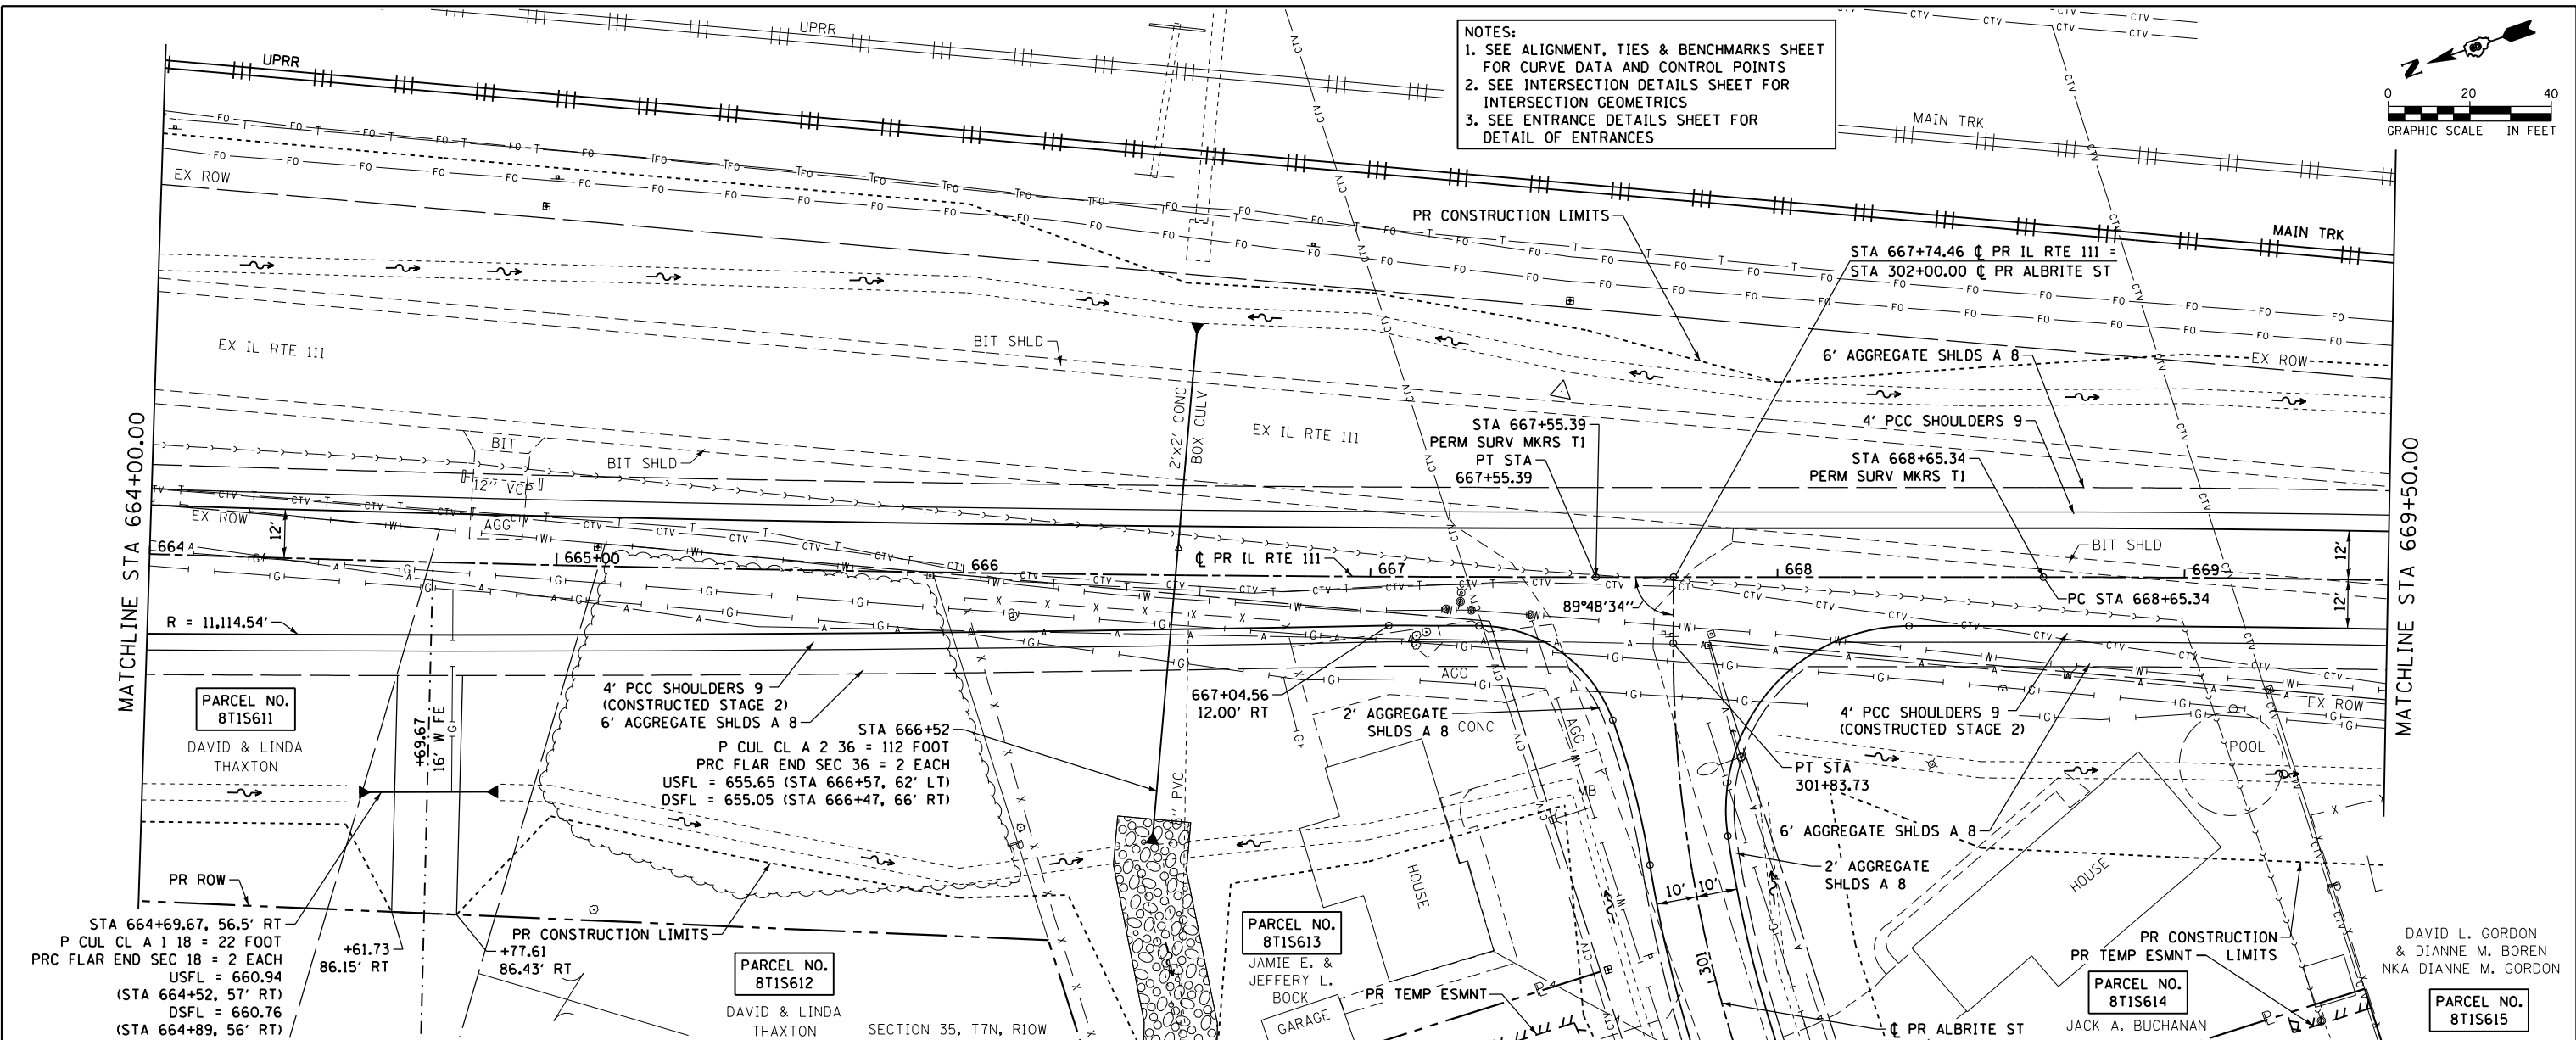 NOTES:
1. SEE ALIGNMENT, TIES & BENCHMARKS SHEET
FOR CURVE DATA AND CONTROL POINTS
2. SEE INTERSECTION DETAILS SHEET FOR
INTERSECTION GEOMETRICS
3. SEE ENTRANCE DETAILS SHEET FOR
DETAIL OF ENTRANCES
N
0 20 40
GRAPHIC SCALE IN FEET
UPRR
UPRR
MAIN TRK
MAIN TRK
EX ROW
PR CONSTRUCTION LIMITS
STA 667+74.46 ℄ PR IL RTE 111 =
STA 302+00.00 ℄ PR ALBRITE ST
EX IL RTE 111
BIT SHLD
6' AGGREGATE SHLDS A 8
EX ROW
2'x2' CONC
BOX CULV
EX IL RTE 111
4' PCC SHOULDERS 9
STA 667+55.39
PERM SURV MKRS T1
PT STA
667+55.39
STA 668+65.34
PERM SURV MKRS T1
MATCHLINE STA 664+00.00
MATCHLINE STA 669+50.00
BIT
BIT SHLD
12" VCP
AGG
EX ROW
12'
664
665+00
666
℄ PR IL RTE 111
667
668
669
BIT SHLD
12'
12'
89°48'34"
PC STA 668+65.34
R = 11,114.54'
PARCEL NO.
8T1S611
DAVID & LINDA
THAXTON
+69.67
16' W FE
4' PCC SHOULDERS 9
(CONSTRUCTED STAGE 2)
6' AGGREGATE SHLDS A 8
STA 666+52
P CUL CL A 2 36 = 112 FOOT
PRC FLAR END SEC 36 = 2 EACH
USFL = 655.65 (STA 666+57, 62' LT)
DSFL = 655.05 (STA 666+47, 66' RT)
8" PVC
667+04.56
12.00' RT
AGG
2' AGGREGATE
SHLDS A 8
CONC
AGG
MB
HOUSE
PT STA
301+83.73
4' PCC SHOULDERS 9
(CONSTRUCTED STAGE 2)
6' AGGREGATE SHLDS A 8
2' AGGREGATE
SHLDS A 8
10' 10'
301
POOL
EX ROW
HOUSE
PR ROW
STA 664+69.67, 56.5' RT
P CUL CL A 1 18 = 22 FOOT
PRC FLAR END SEC 18 = 2 EACH
USFL = 660.94
(STA 664+52, 57' RT)
DSFL = 660.76
(STA 664+89, 56' RT)
+61.73
86.15' RT
+77.61
86.43' RT
PR CONSTRUCTION LIMITS
PARCEL NO.
8T1S612
DAVID & LINDA
THAXTON
SECTION 35, T7N, R10W
PARCEL NO.
8T1S613
JAMIE E. &
JEFFERY L.
BOCK
GARAGE
PR TEMP ESMNT
℄ PR ALBRITE ST
PR CONSTRUCTION
LIMITS
PR TEMP ESMNT
PARCEL NO.
8T1S614
JACK A. BUCHANAN
DAVID L. GORDON
& DIANNE M. BOREN
NKA DIANNE M. GORDON
PARCEL NO.
8T1S615